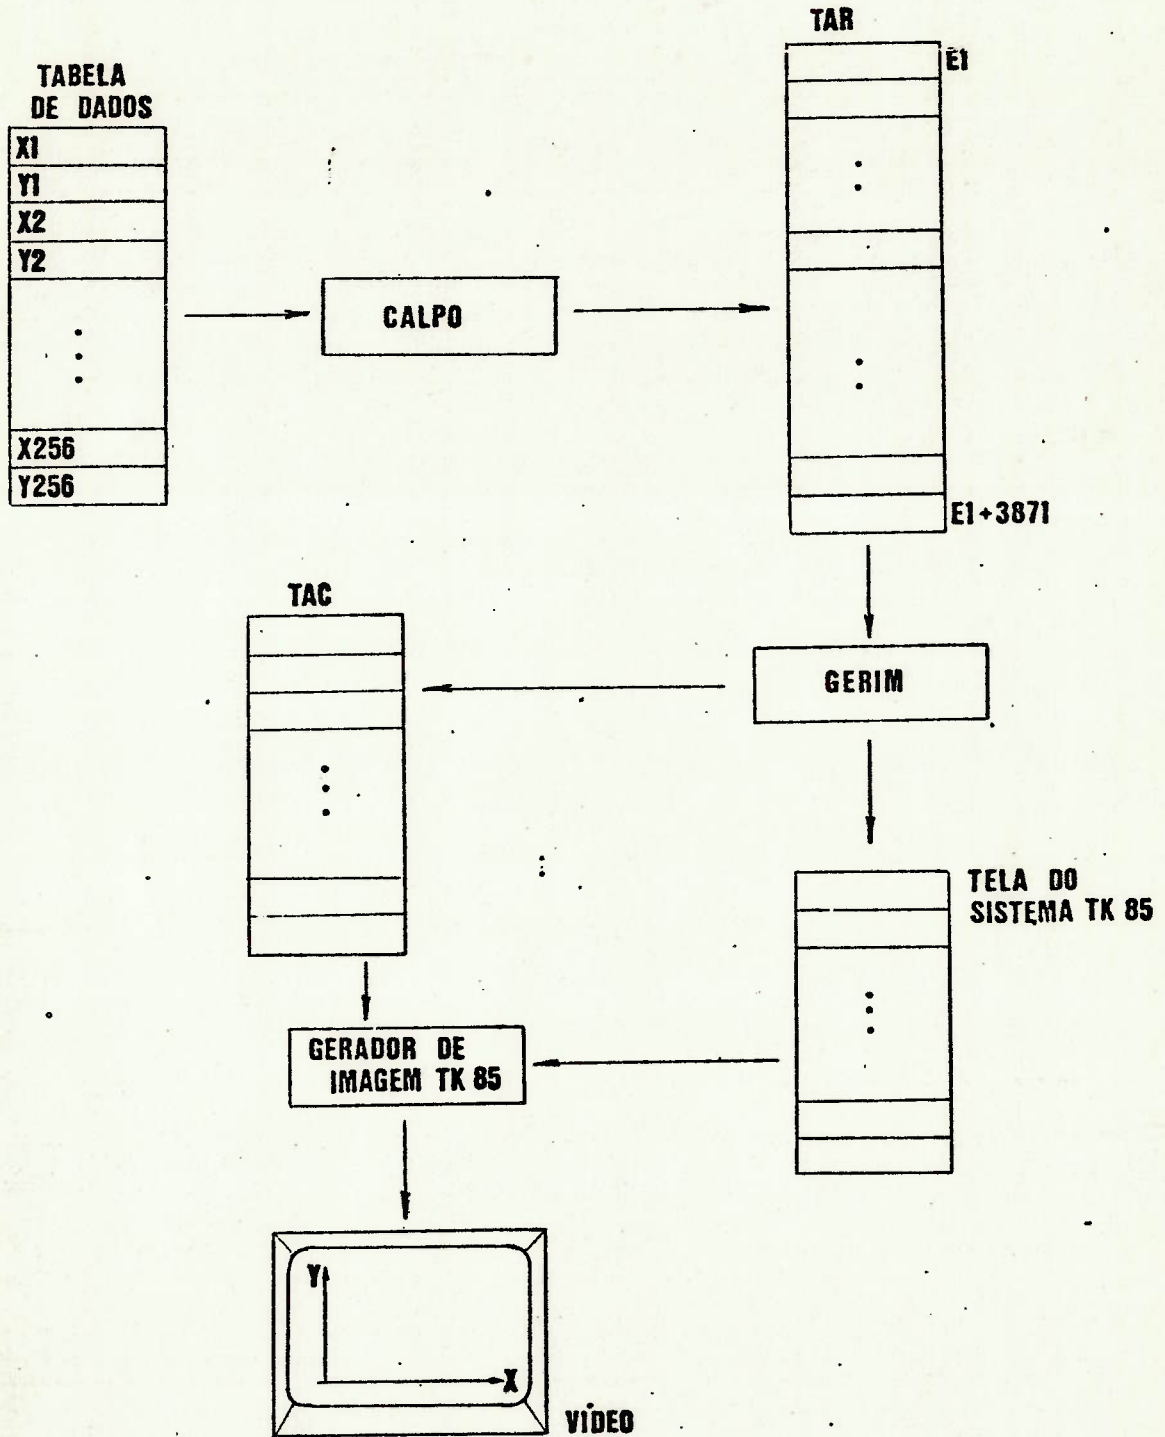 TAR
E1
TABELA
DE DADOS
X1
Y1
X2
Y2
X256
Y256
CALPO
E1+3871
TAC
GERIM
TELA DO
SISTEMA TK 85
GERADOR DE
IMAGEM TK 85
Y
X
VIDEO